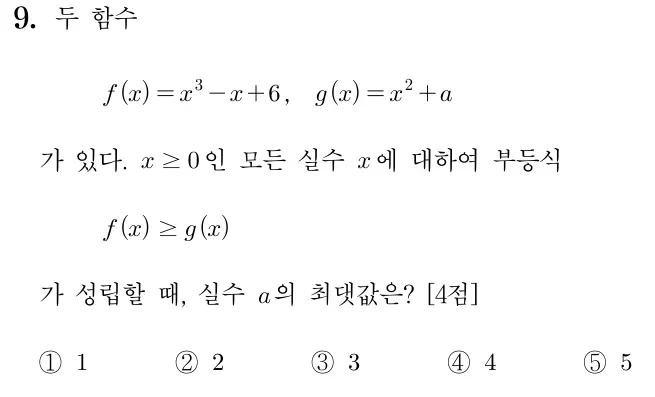 9. 두 함수
f(x)=x³-x+6, g(x)=x²+a
가 있다. x≥0인 모든 실수 x에 대하여 부등식
f(x)≥g(x)
가 성립할 때, 실수 a의 최댓값은? [4점]
① 1 ② 2 ③ 3 ④ 4 ⑤ 5